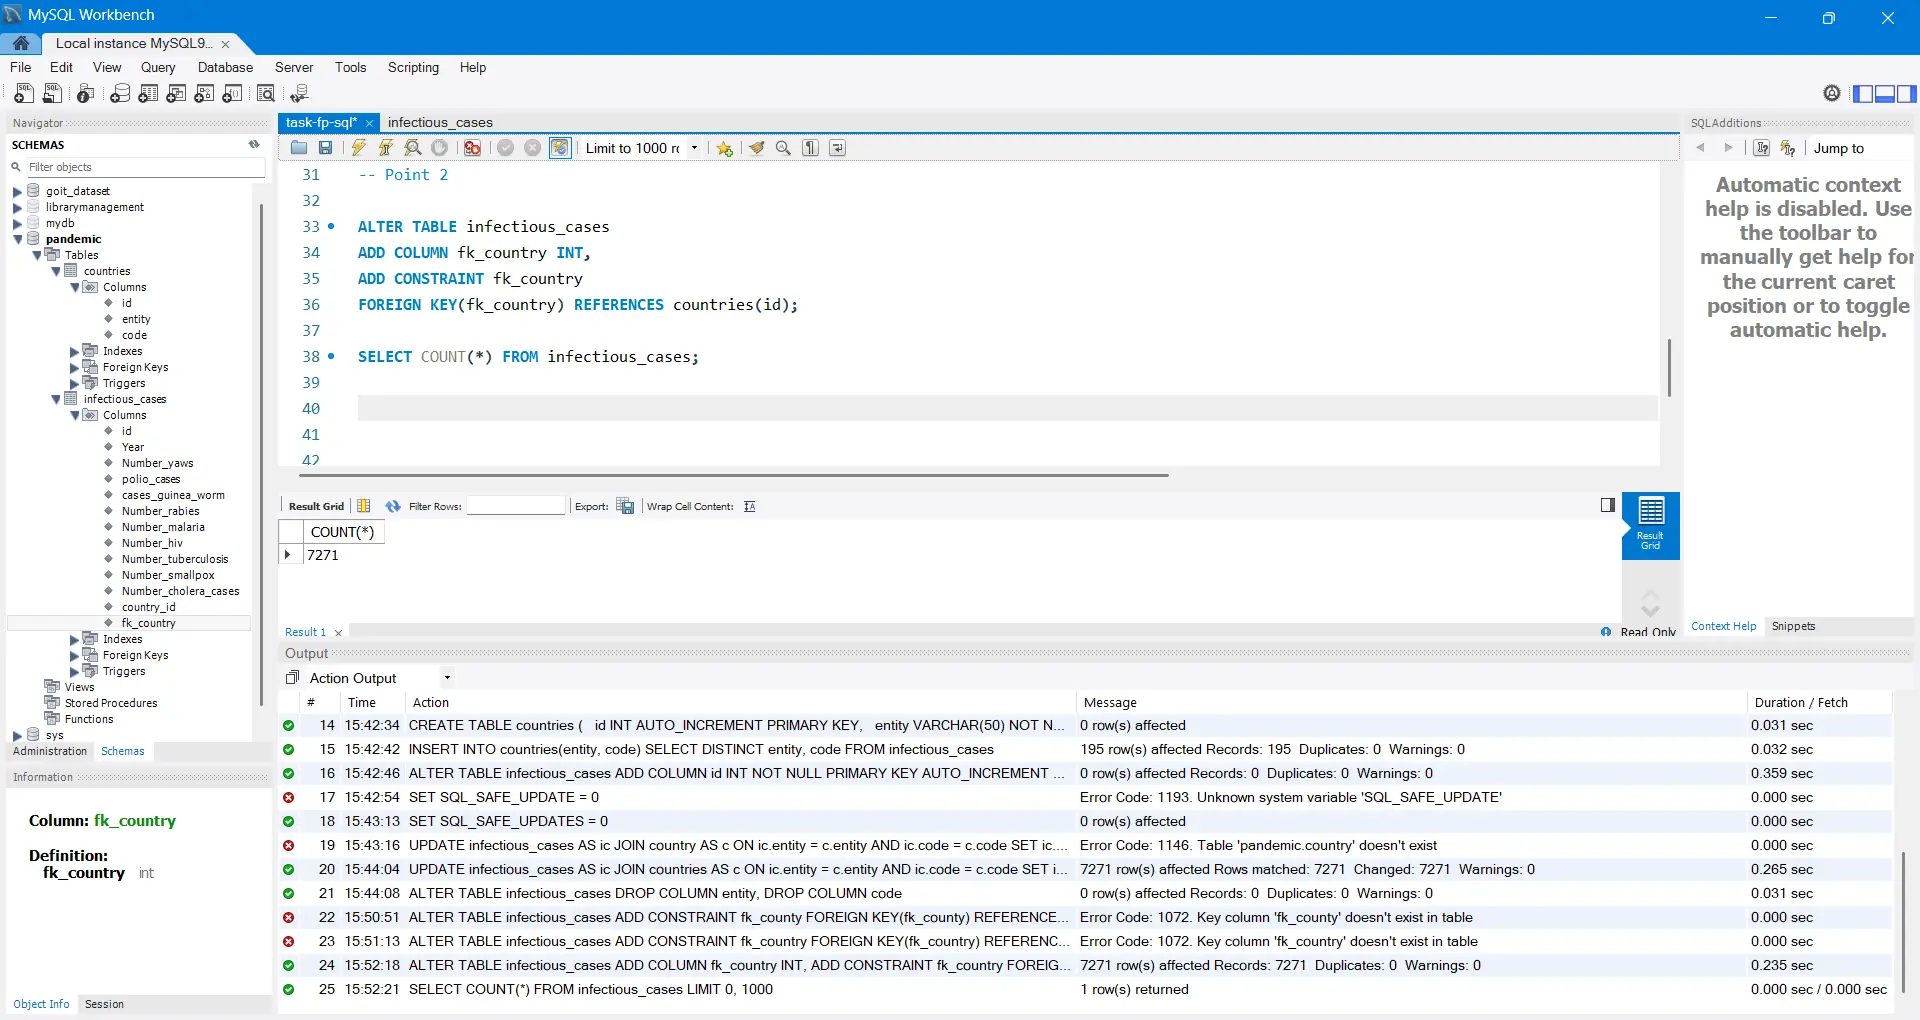 MySQL Workbench
Local instance MySQL9...
File Edit View Query Database Server Tools Scripting Help
Navigator
SCHEMAS
Filter objects
goit_dataset
librarymanagement
mydb
pandemic
Tables
countries
Columns
id
entity
code
Indexes
Foreign Keys
Triggers
infectious_cases
Columns
id
Year
Number_yaws
polio_cases
cases_guinea_worm
Number_rabies
Number_malaria
Number_hiv
Number_tuberculosis
Number_smallpox
Number_cholera_cases
country_id
fk_country
Indexes
Foreign Keys
Triggers
Views
Stored Procedures
Functions
sys
Administration Schemas
Information
Column: fk_country
Definition:
fk_country int
Object Info Session
task-fp-sql* infectious_cases
Limit to 1000 rc
31 -- Point 2
32
33 ALTER TABLE infectious_cases
34 ADD COLUMN fk_country INT,
35 ADD CONSTRAINT fk_country
36 FOREIGN KEY(fk_country) REFERENCES countries(id);
37
38 SELECT COUNT(*) FROM infectious_cases;
39
40
41
42
Result Grid Filter Rows: Export: Wrap Cell Content:
COUNT(*)
7271
Result Grid
Result 1 Read Only
SQLAdditions
Jump to
Automatic context
help is disabled. Use
the toolbar to
manually get help for
the current caret
position or to toggle
automatic help.
Context Help Snippets
Output
Action Output
# Time Action Message Duration / Fetch
14 15:42:34 CREATE TABLE countries ( id INT AUTO_INCREMENT PRIMARY KEY, entity VARCHAR(50) NOT N... 0 row(s) affected 0.031 sec
15 15:42:42 INSERT INTO countries(entity, code) SELECT DISTINCT entity, code FROM infectious_cases 195 row(s) affected Records: 195 Duplicates: 0 Warnings: 0 0.032 sec
16 15:42:46 ALTER TABLE infectious_cases ADD COLUMN id INT NOT NULL PRIMARY KEY AUTO_INCREMENT ... 0 row(s) affected Records: 0 Duplicates: 0 Warnings: 0 0.359 sec
17 15:42:54 SET SQL_SAFE_UPDATE = 0 Error Code: 1193. Unknown system variable 'SQL_SAFE_UPDATE' 0.000 sec
18 15:43:13 SET SQL_SAFE_UPDATES = 0 0 row(s) affected 0.000 sec
19 15:43:16 UPDATE infectious_cases AS ic JOIN country AS c ON ic.entity = c.entity AND ic.code = c.code SET ic.... Error Code: 1146. Table 'pandemic.country' doesn't exist 0.000 sec
20 15:44:04 UPDATE infectious_cases AS ic JOIN countries AS c ON ic.entity = c.entity AND ic.code = c.code SET i... 7271 row(s) affected Rows matched: 7271 Changed: 7271 Warnings: 0 0.265 sec
21 15:44:08 ALTER TABLE infectious_cases DROP COLUMN entity, DROP COLUMN code 0 row(s) affected Records: 0 Duplicates: 0 Warnings: 0 0.031 sec
22 15:50:51 ALTER TABLE infectious_cases ADD CONSTRAINT fk_county FOREIGN KEY(fk_county) REFERENCE... Error Code: 1072. Key column 'fk_county' doesn't exist in table 0.000 sec
23 15:51:13 ALTER TABLE infectious_cases ADD CONSTRAINT fk_country FOREIGN KEY(fk_country) REFERENC... Error Code: 1072. Key column 'fk_country' doesn't exist in table 0.000 sec
24 15:52:18 ALTER TABLE infectious_cases ADD COLUMN fk_country INT, ADD CONSTRAINT fk_country FOREIG... 7271 row(s) affected Records: 7271 Duplicates: 0 Warnings: 0 0.235 sec
25 15:52:21 SELECT COUNT(*) FROM infectious_cases LIMIT 0, 1000 1 row(s) returned 0.000 sec / 0.000 sec